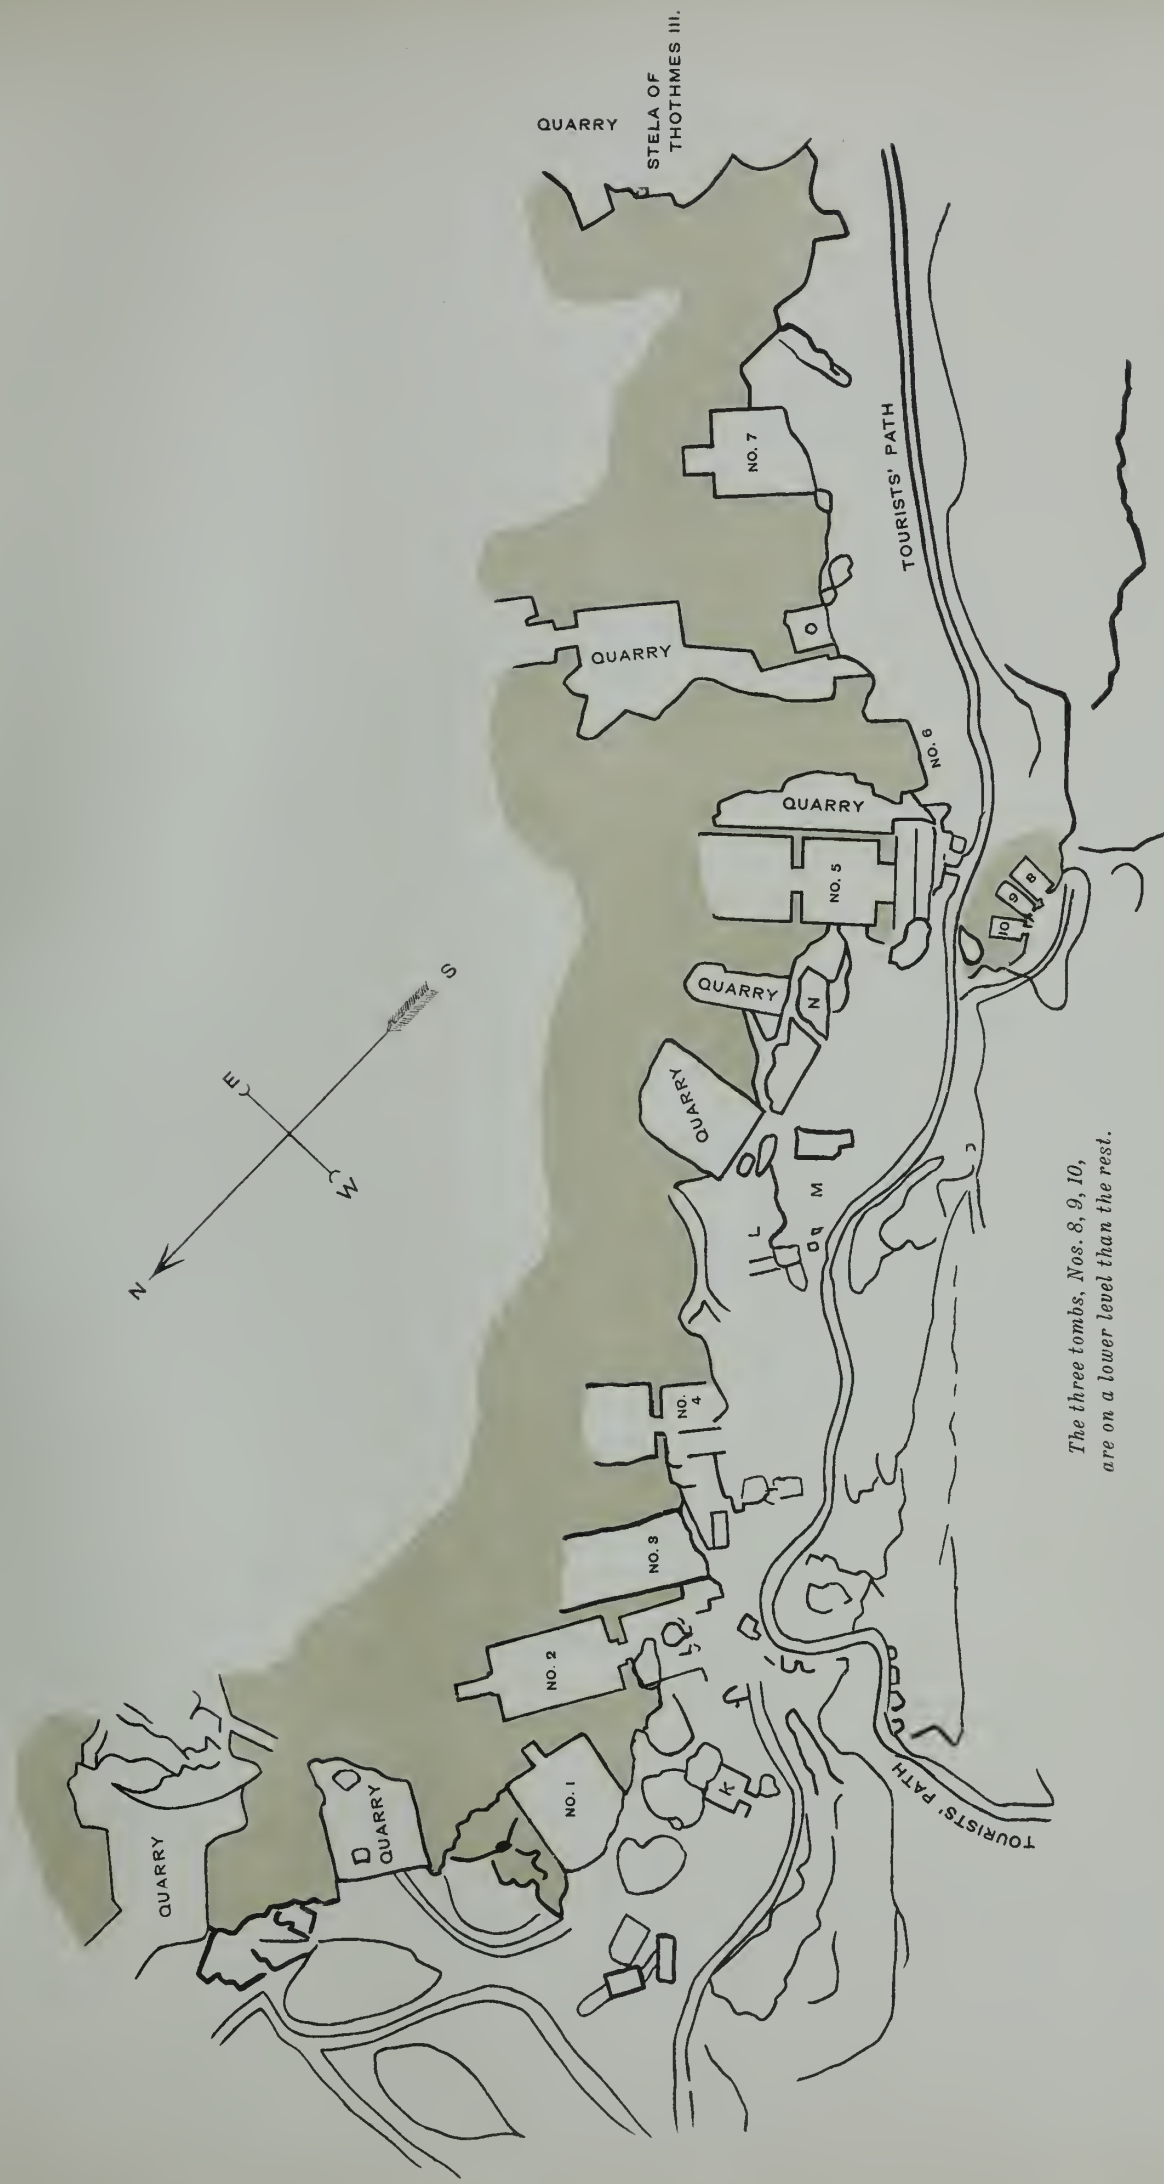 QUARRY
STELA OF
THOTHMES III.
NO. 7
TOURISTS' PATH
O
QUARRY
NO. 6
QUARRY
NO. 5
8
9
10
QUARRY
N
S
E
W
N
QUARRY
M
L
NO.
4
NO. 3
NO. 2
NO. 1
K
QUARRY
QUARRY
TOURISTS' PATH
The three tombs, Nos. 8, 9, 10,
are on a lower level than the rest.